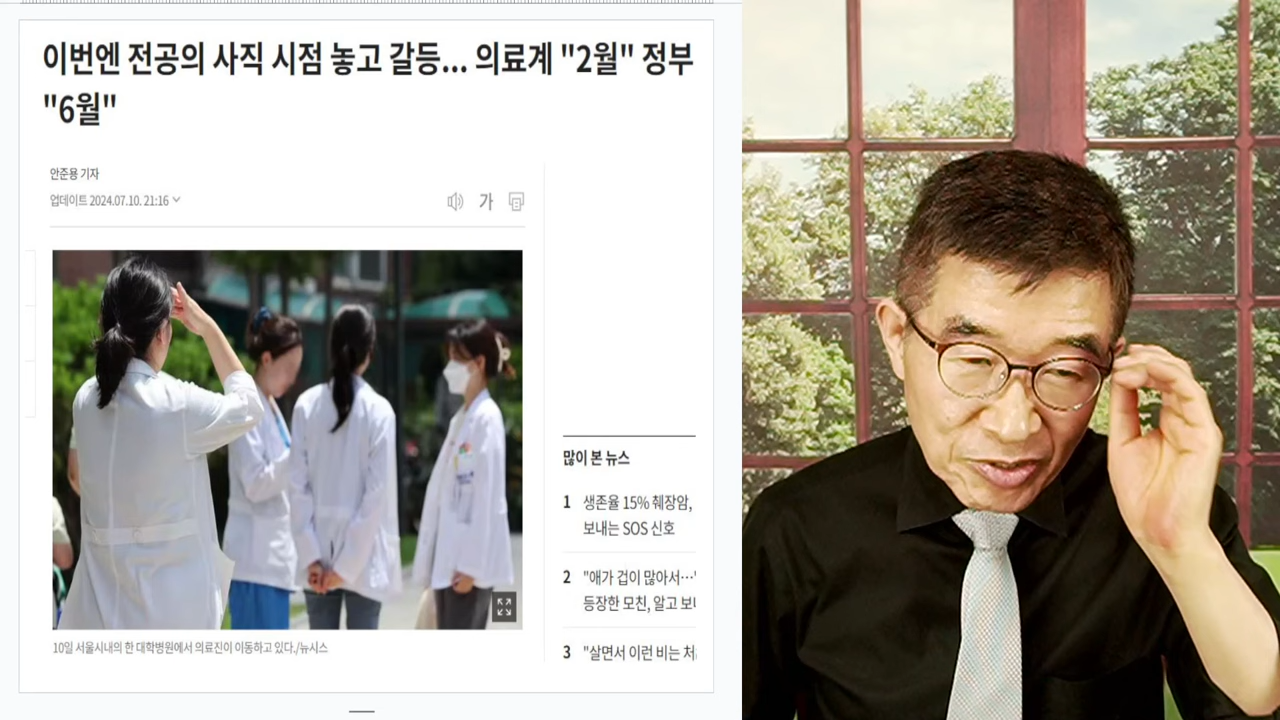 이번엔 전공의 사직 시점 놓고 갈등... 의료계 "2월" 정부
"6월"
안준용 기자
업데이트 2024.07.10. 21:16
가
10일 서울시내의 한 대학병원에서 의료진이 이동하고 있다./뉴시스
많이 본 뉴스
1 생존율 15% 췌장암,
보내는 SOS 신호
2 "애가 겁이 많아서…"
등장한 모친, 알고 보니
3 "살면서 이런 비는 처음